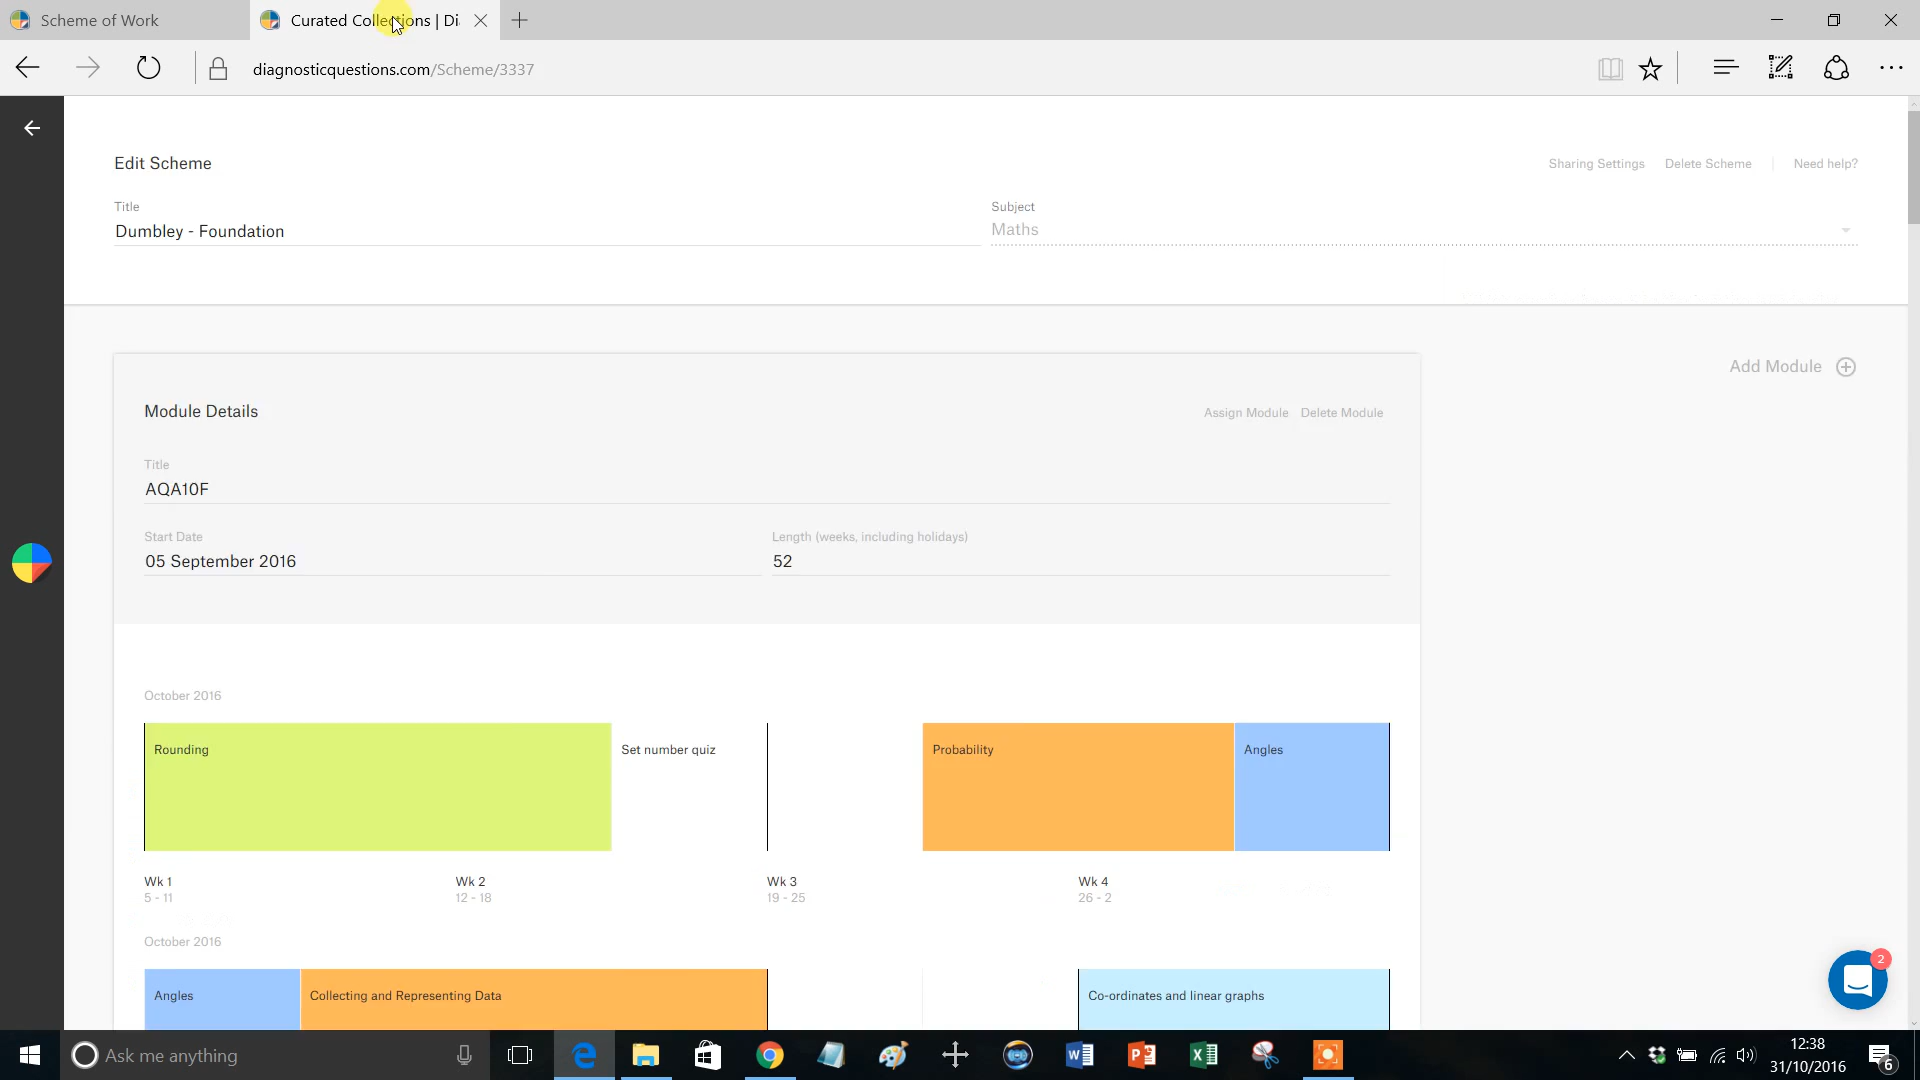 Scheme of Work
Curated Collections | Di
diagnosticquestions.com/Scheme/3337
Edit Scheme
Sharing Settings
Delete Scheme
Need help?
Title
Dumbley - Foundation
Subject
Maths
Add Module
Module Details
Assign Module
Delete Module
Title
AQA10F
Start Date
05 September 2016
Length (weeks, including holidays)
52
October 2016
Rounding
Set number quiz
Probability
Angles
Wk 1
5 - 11
Wk 2
12 - 18
Wk 3
19 - 25
Wk 4
26 - 2
October 2016
Angles
Collecting and Representing Data
Co-ordinates and linear graphs
2
Ask me anything
12:38
31/10/2016
6